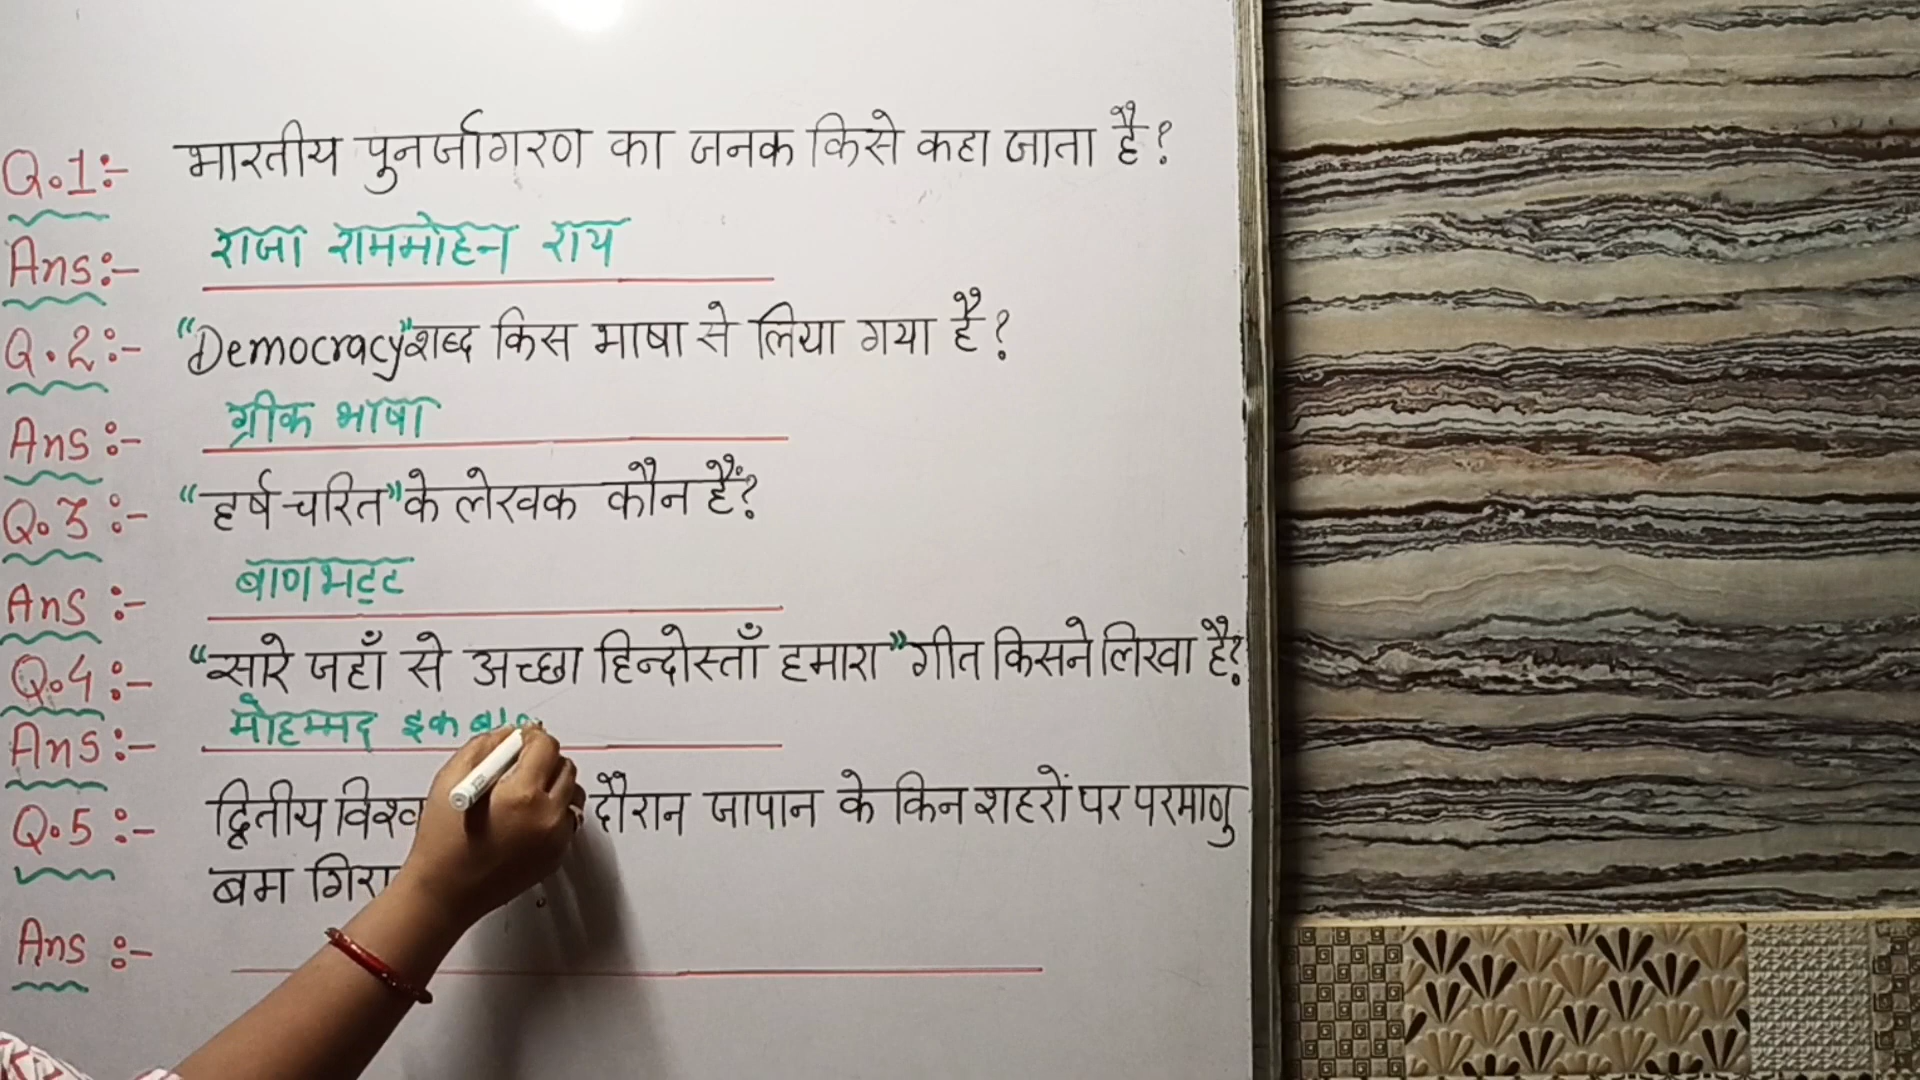 Q.1:- भारतीय पुनर्जागरण का जनक किसे कहा जाता है?
Ans:- राजा राममोहन राय
Q.2:- "Democracy" शब्द किस भाषा से लिया गया है?
Ans:- ग्रीक भाषा
Q.3:- "हर्ष-चरित" के लेखक कौन हैं?
Ans:- बाणभट्ट
Q.4:- "सारे जहाँ से अच्छा हिन्दोस्ताँ हमारा" गीत किसने लिखा है?
Ans:- मोहम्मद
Q.5:- द्वितीय दौरान जापान के किन शहरों पर परमाणु
बम
Ans:-